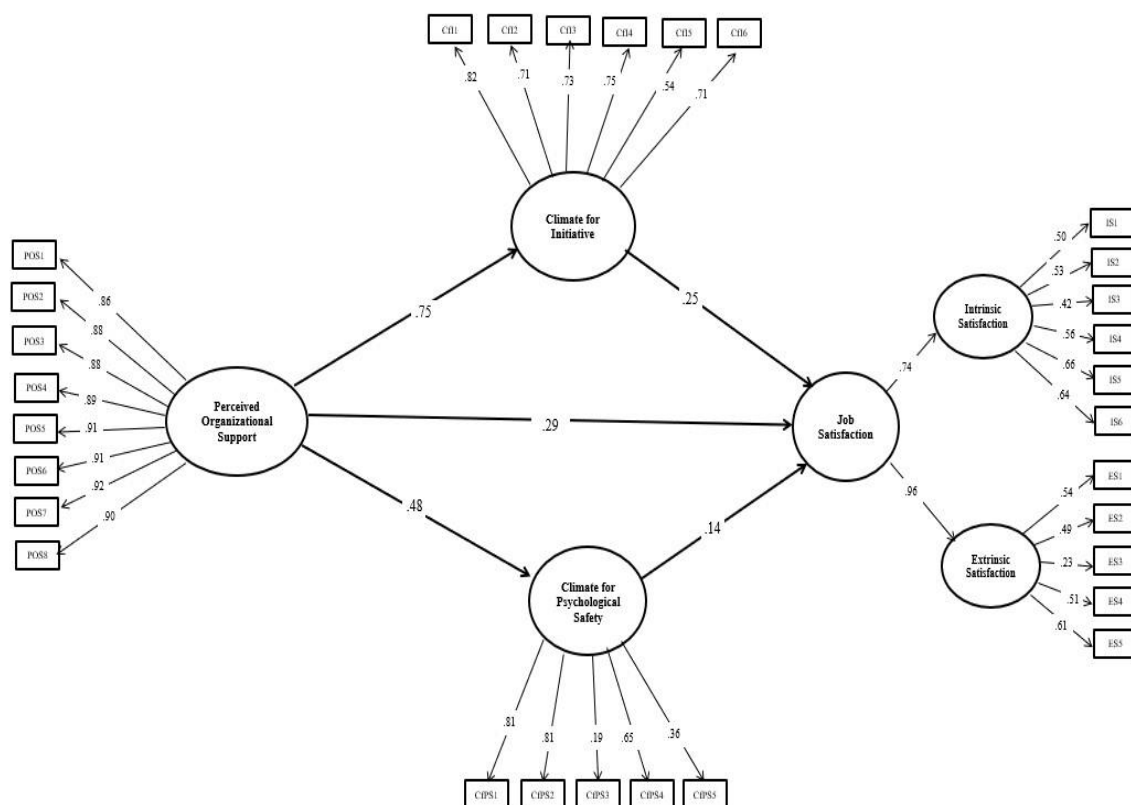 CfI1 CfI2 CfI3 CfI4 CfI5 CfI6
.82 .71 .73 .75 .54 .71
Climate for
Initiative
POS1
POS2
POS3
POS4
POS5
POS6
POS7
POS8
.86
.88
.88
.89
.91
.91
.92
.90
Perceived
Organizational
Support
.75
.25
.29
.48
.14
Job
Satisfaction
.74
.96
Intrinsic
Satisfaction
.50
.53
.42
.56
.66
.64
IS1
IS2
IS3
IS4
IS5
IS6
Extrinsic
Satisfaction
.54
.49
.23
.51
.61
ES1
ES2
ES3
ES4
ES5
Climate for
Psychological
Safety
.81 .81 .19 .65 .36
CfPS1 CfPS2 CfPS3 CfPS4 CfPS5